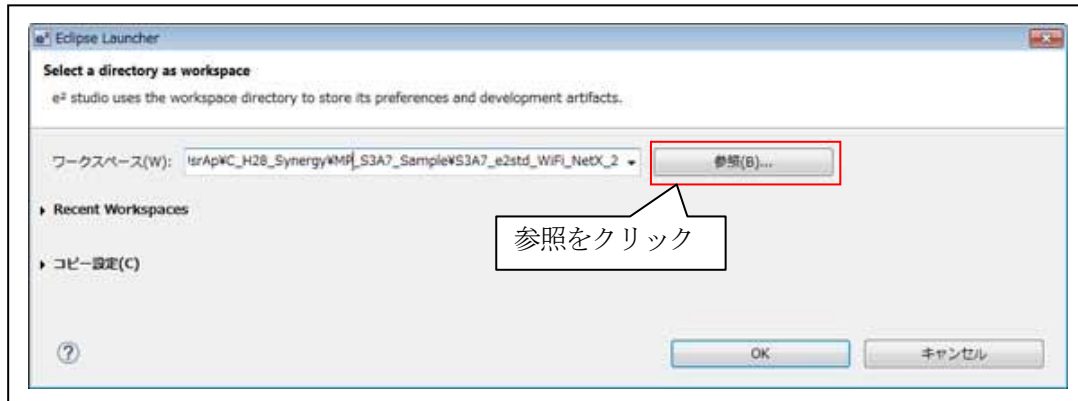 e² Eclipse Launcher
Select a directory as workspace
e² studio uses the workspace directory to store its preferences and development artifacts.
ワークスペース(W): IsrAp¥C_H28_Synergy¥MP_S3A7_Sample¥S3A7_e2std_WiFi_NetX_2 参照(B)...
Recent Workspaces
参照をクリック
コピー設定(C)
? OK キャンセル